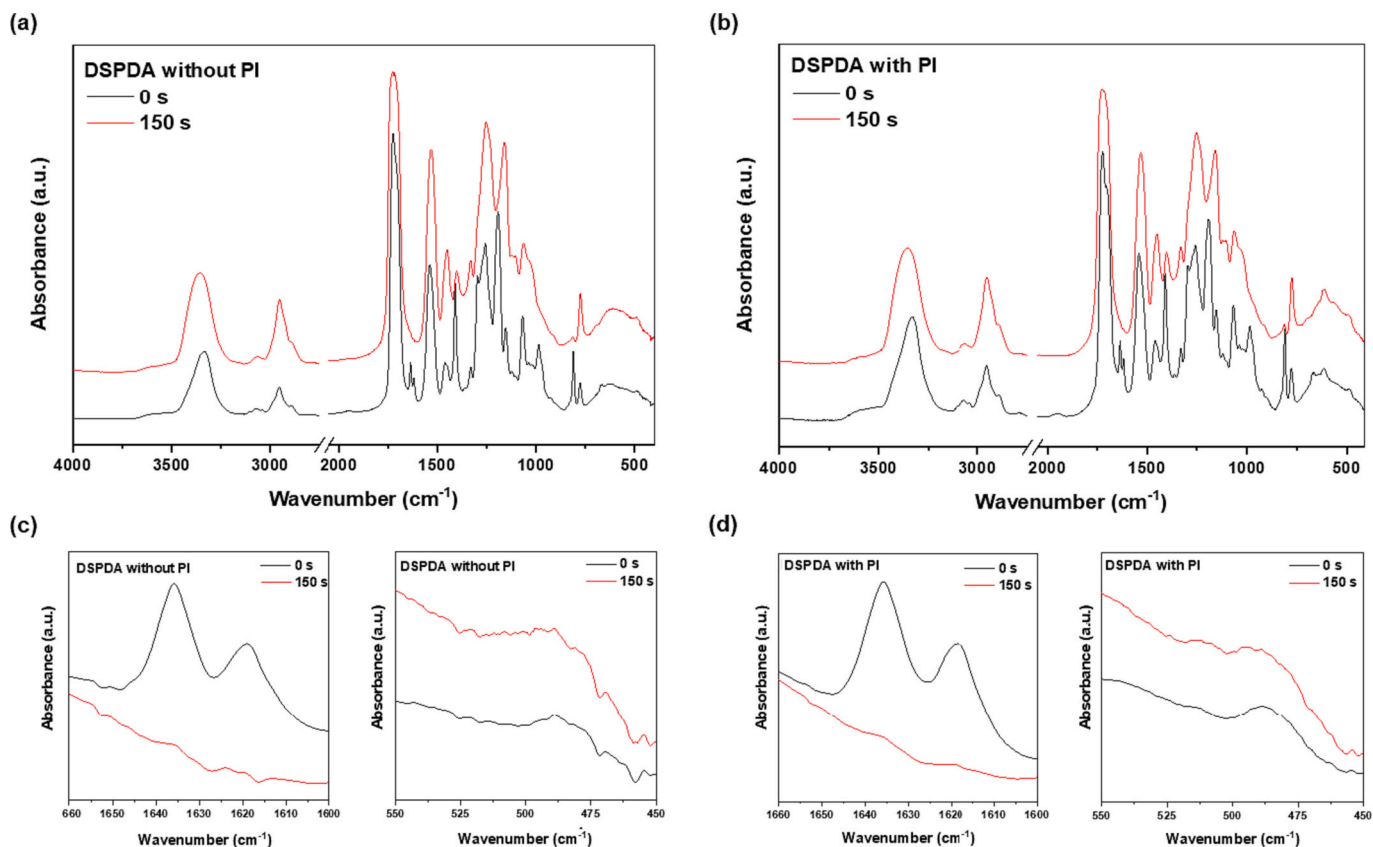 (a)
DSPDA without PI
0 s
150 s
Absorbance (a.u.)
4000 3500 3000 2000 1500 1000 500
Wavenumber (cm⁻¹)
(b)
DSPDA with PI
0 s
150 s
Absorbance (a.u.)
4000 3500 3000 2000 1500 1000 500
Wavenumber (cm⁻¹)
(c)
DSPDA without PI
0 s
150 s
Absorbance (a.u.)
1660 1650 1640 1630 1620 1610 1600
Wavenumber (cm⁻¹)
DSPDA without PI
0 s
150 s
Absorbance (a.u.)
550 525 500 475 450
Wavenumber (cm⁻¹)
(d)
DSPDA with PI
0 s
150 s
Absorbance (a.u.)
1660 1650 1640 1630 1620 1610 1600
Wavenumber (cm⁻¹)
DSPDA with PI
0 s
150 s
Absorbance (a.u.)
550 525 500 475 450
Wavenumber (cm⁻¹)